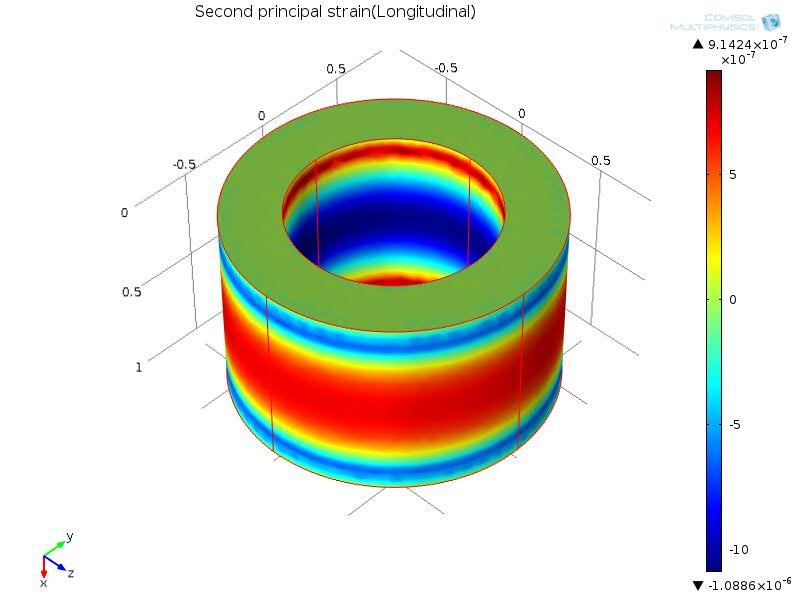 Second principal strain(Longitudinal)
COMSOL
MULTIPHYSICS
▲ 9.1424×10⁻⁷
×10⁻⁷
0.5
-0.5
0
0
-0.5
0.5
0
0.5
1
5
0
-5
-10
▼ -1.0886×10⁻⁶
y
z
x